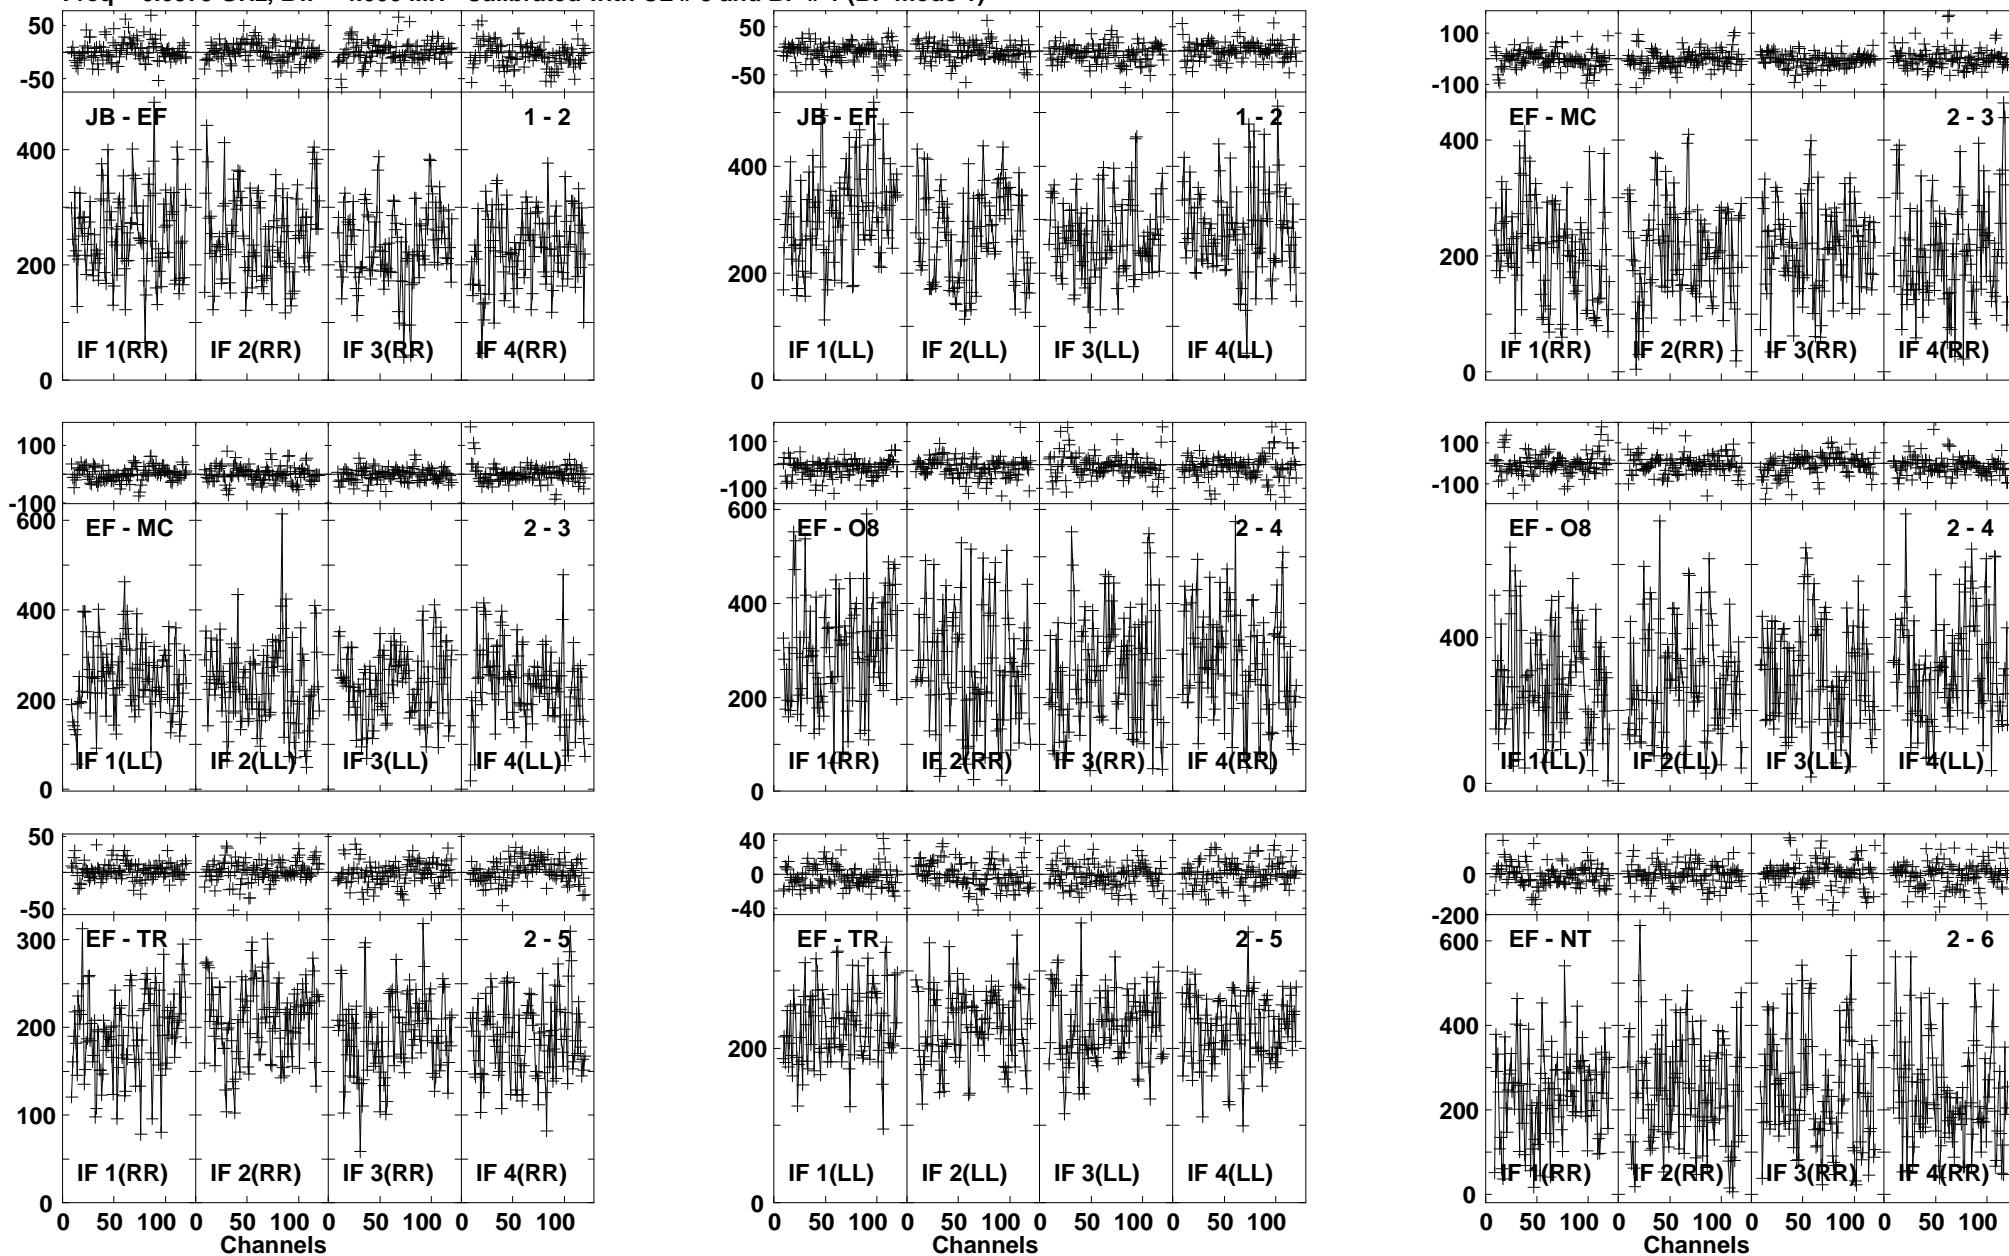 50
-50
JB - EF 1 - 2
400
200
0
IF 1(RR) IF 2(RR) IF 3(RR) IF 4(RR)
50
-50
JB - EF 1 - 2
400
200
0
IF 1(LL) IF 2(LL) IF 3(LL) IF 4(LL)
100
-100
EF - MC 2 - 3
400
200
0
IF 1(RR) IF 2(RR) IF 3(RR) IF 4(RR)
100
-100
600
EF - MC 2 - 3
400
200
0
IF 1(LL) IF 2(LL) IF 3(LL) IF 4(LL)
100
-100
600
EF - O8 2 - 4
400
200
0
IF 1(RR) IF 2(RR) IF 3(RR) IF 4(RR)
100
-100
EF - O8 2 - 4
400
0
IF 1(LL) IF 2(LL) IF 3(LL) IF 4(LL)
50
-50
300
EF - TR 2 - 5
200
100
0
IF 1(RR) IF 2(RR) IF 3(RR) IF 4(RR)
0 50 100 0 50 100 0 50 100 0 50 100
Channels
40
0
-40
EF - TR 2 - 5
200
0
IF 1(LL) IF 2(LL) IF 3(LL) IF 4(LL)
0 50 100 0 50 100 0 50 100 0 50 100
Channels
0
-200
600
EF - NT 2 - 6
400
200
0
IF 1(RR) IF 2(RR) IF 3(RR) IF 4(RR)
0 50 100 0 50 100 0 50 100 0 50 100
Channels